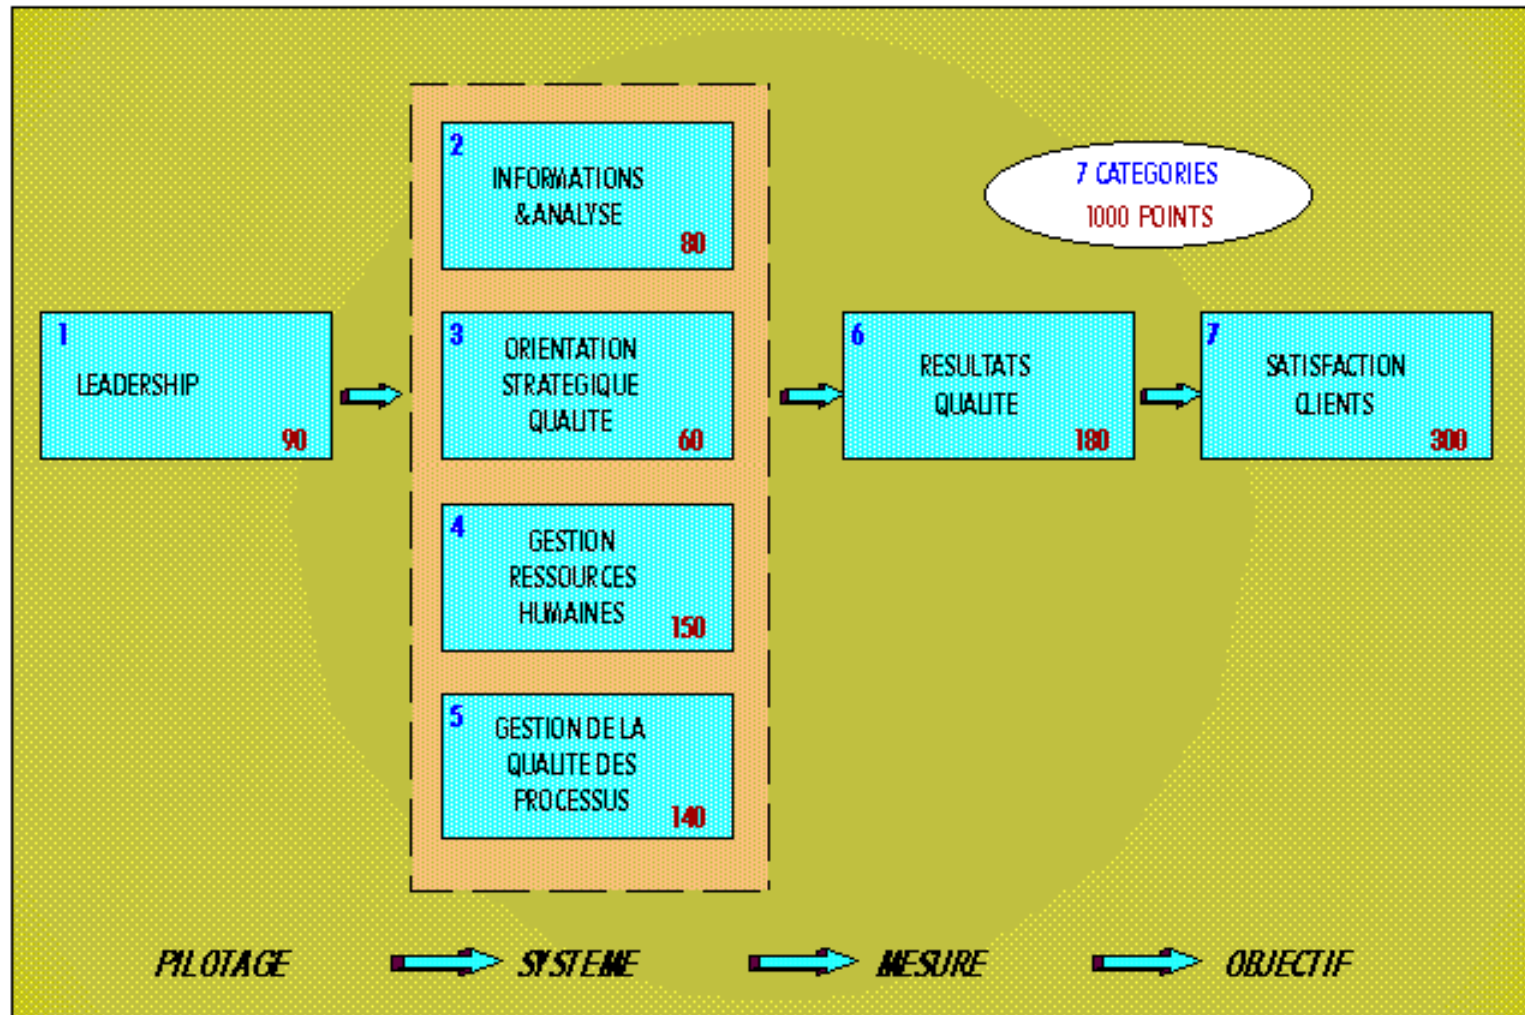 7 CATEGORIES
1000 POINTS
1
LEADERSHIP
90
2
INFORMATIONS
& ANALYSE
80
3
ORIENTATION
STRATEGIQUE
QUALITE
60
4
GESTION
RESSOURCES
HUMAINES
150
5
GESTION DE LA
QUALITE DES
PROCESSUS
140
6
RESULTATS
QUALITE
180
7
SATISFACTION
CLIENTS
300
PILOTAGE
SYSTEME
MESURE
OBJECTIF